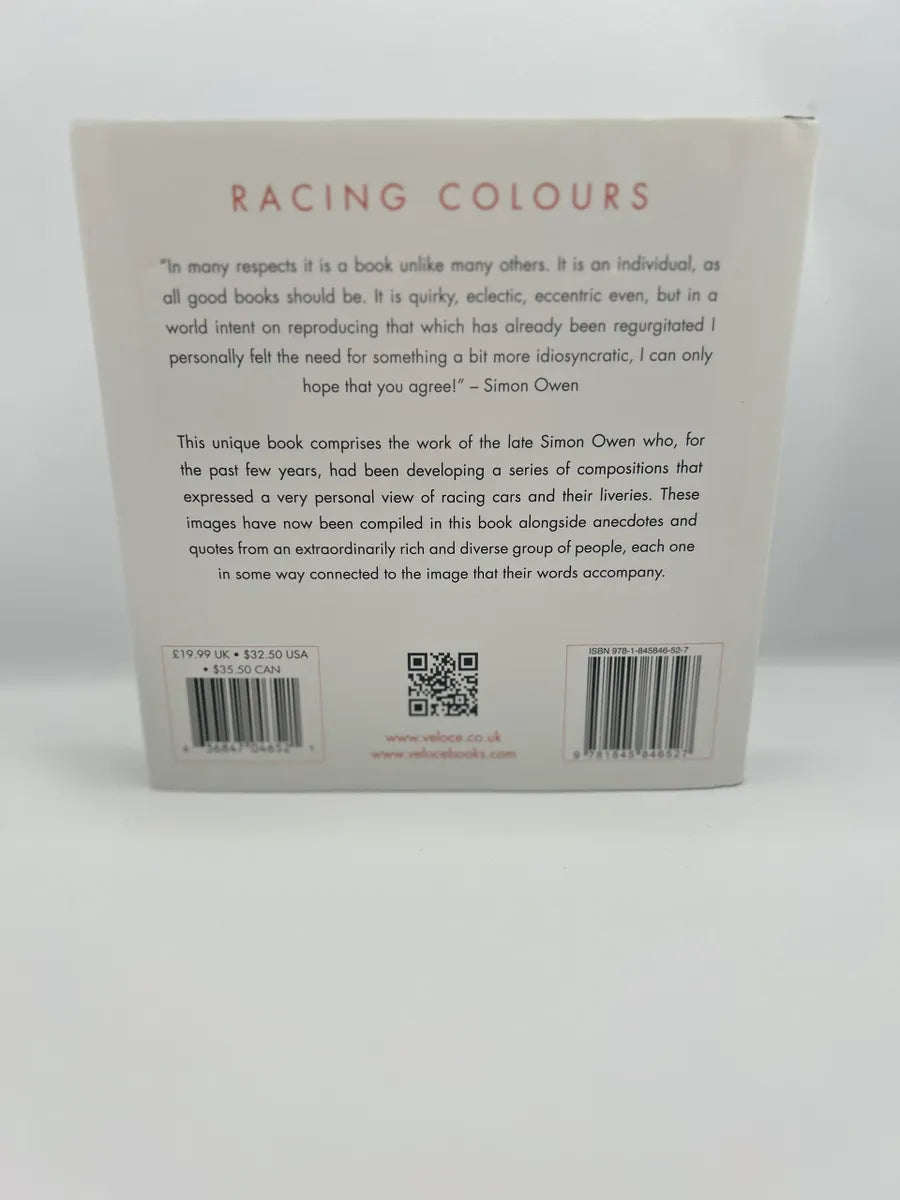 RACING COLOURS
"In many respects it is a book unlike many others. It is an individual, as
all good books should be. It is quirky, eclectic, eccentric even, but in a
world intent on reproducing that which has already been regurgitated I
personally felt the need for something a bit more idiosyncratic, I can only
hope that you agree!" – Simon Owen
This unique book comprises the work of the late Simon Owen who, for
the past few years, had been developing a series of compositions that
expressed a very personal view of racing cars and their liveries. These
images have now been compiled in this book alongside anecdotes and
quotes from an extraordinarily rich and diverse group of people, each one
in some way connected to the image that their words accompany.
£19.99 UK • $32.50 USA
• $35.50 CAN
36847 04652 1
www.veloce.co.uk
www.velocebooks.com
ISBN 978-1-845846-52-7
9 781845 846527